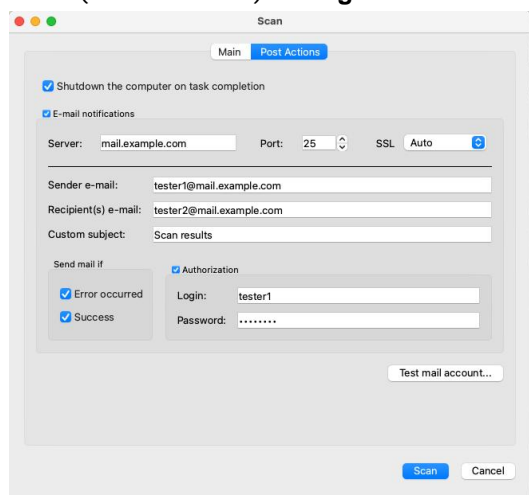 Scan
Main Post Actions
Shutdown the computer on task completion
E-mail notifications
Server: mail.example.com Port: 25 SSL Auto
Sender e-mail: tester1@mail.example.com
Recipient(s) e-mail: tester2@mail.example.com
Custom subject: Scan results
Send mail if
Error occurred
Success
Authorization
Login: tester1
Password: ••••••••
Test mail account...
Scan Cancel